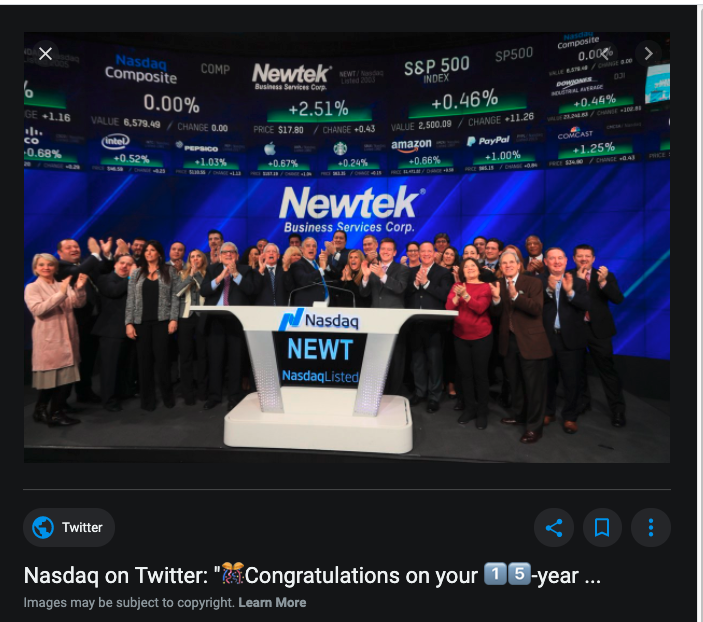 Nasdaq
Composite
COMP
0.00%
VALUE 6,579.49 / CHANGE 0.00
Newtek®
Business Services Corp.
NEWT / Nasdaq
+2.51%
PRICE $17.80 / CHANGE +0.43
S&P 500
INDEX
SP500
+0.46%
VALUE 2,500.09 / CHANGE +11.26
Composite
0.00%
DOW JONES
INDUSTRIAL AVERAGE
DJI
+0.44%
+1.16
CO
0.68%
intel
+0.52%
PEPSICO
+1.03%
+0.67%
+0.24%
amazon
+0.66%
PayPal
+1.00%
COMCAST
+1.25%
Newtek®
Business Services Corp.
Nasdaq
NEWT
NasdaqListed
Twitter
Nasdaq on Twitter: "🎊Congratulations on your 1️⃣5️⃣-year ...
Images may be subject to copyright. Learn More